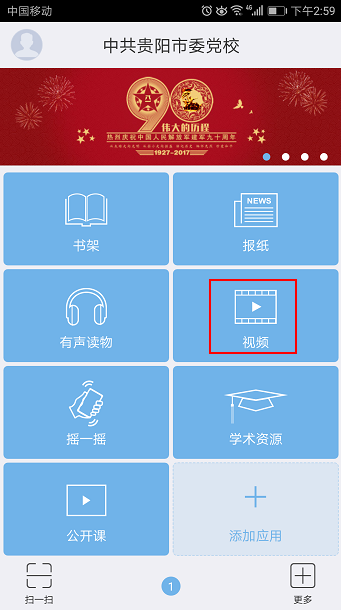 中国移动
4G
下午2:59
中共贵阳市委党校
90
伟大的历程
热烈庆祝中国人民解放军建军九十周年
1927-2017
书架
NEWS
报纸
有声读物
视频
摇一摇
学术资源
公开课
添加应用
扫一扫
1
更多